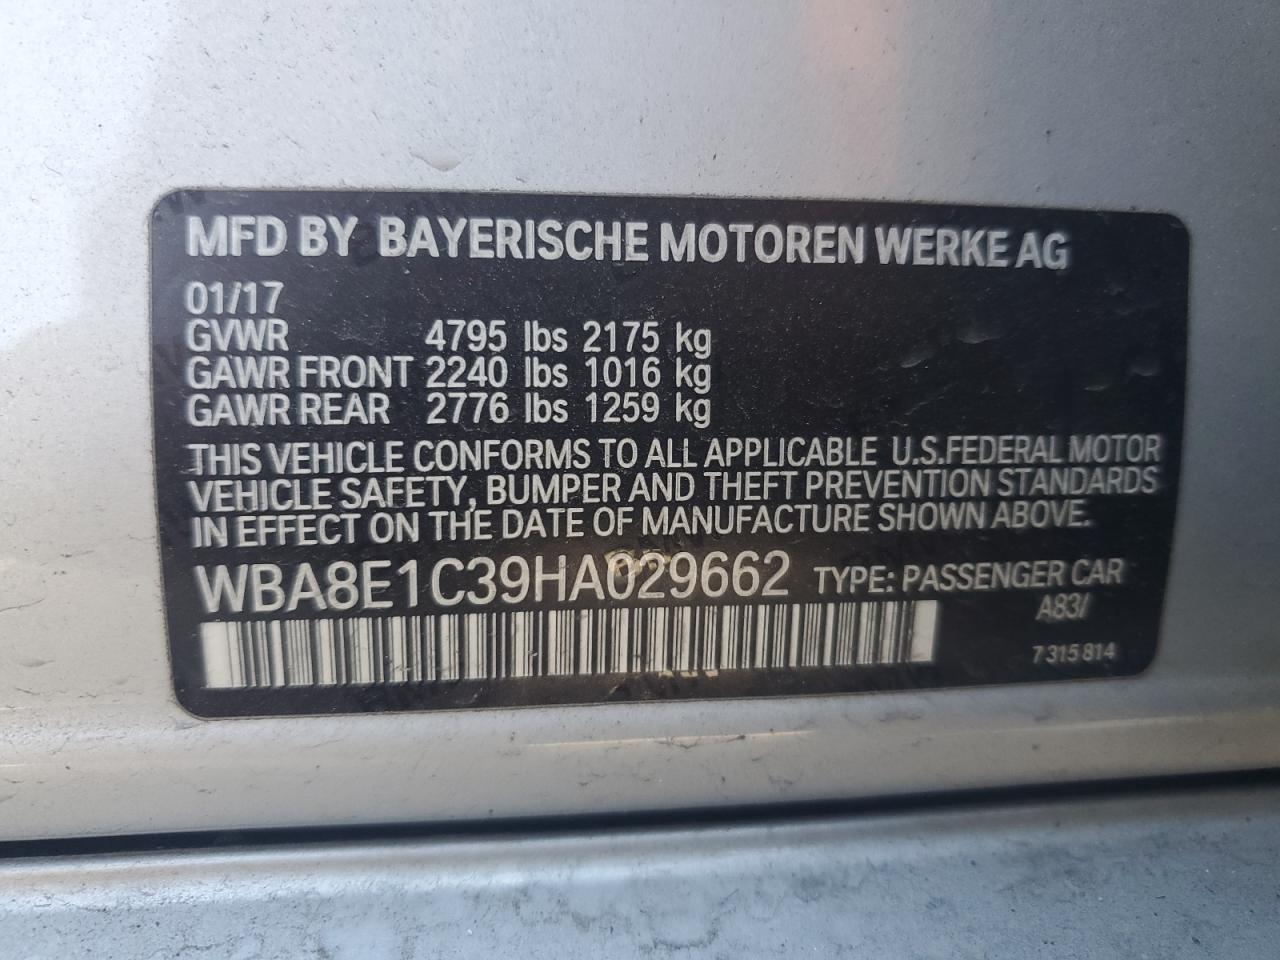 MFD BY BAYERISCHE MOTOREN WERKE AG
01/17
GVWR 4795 lbs 2175 kg
GAWR FRONT 2240 lbs 1016 kg
GAWR REAR 2776 lbs 1259 kg
THIS VEHICLE CONFORMS TO ALL APPLICABLE U.S.FEDERAL MOTOR
VEHICLE SAFETY, BUMPER AND THEFT PREVENTION STANDARDS
IN EFFECT ON THE DATE OF MANUFACTURE SHOWN ABOVE.
WBA8E1C39HA029662 TYPE: PASSENGER CAR
A83/
7 315 814